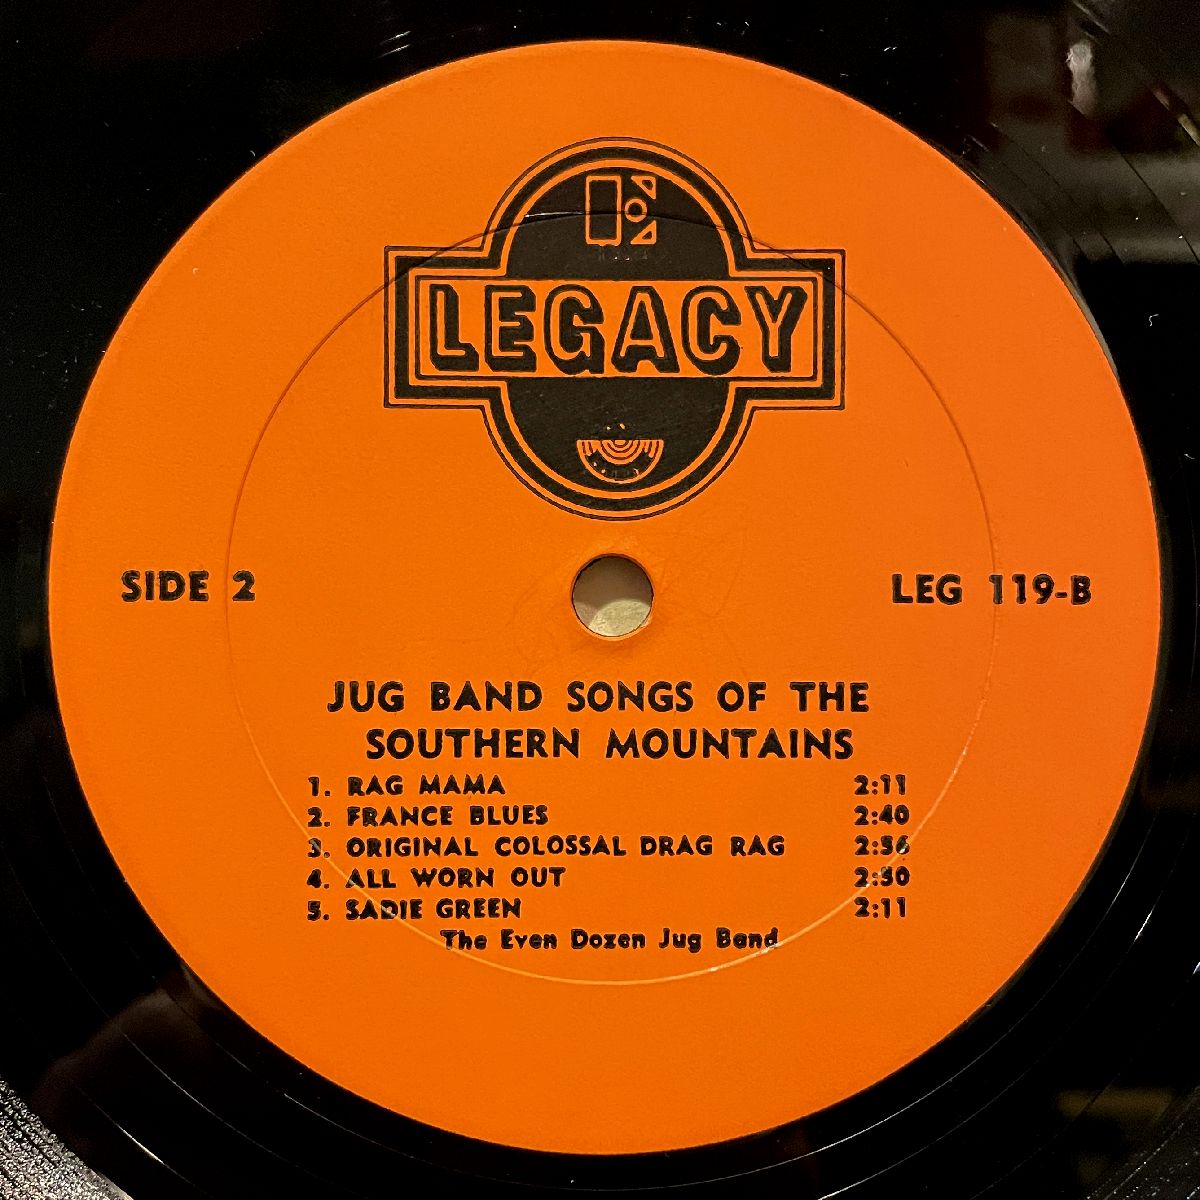 LEGACY
SIDE 2
LEG 119-B
JUG BAND SONGS OF THE
SOUTHERN MOUNTAINS
1. RAG MAMA 2:11
2. FRANCE BLUES 2:40
3. ORIGINAL COLOSSAL DRAG RAG 2:56
4. ALL WORN OUT 2:50
5. SADIE GREEN 2:11
The Even Dozen Jug Band